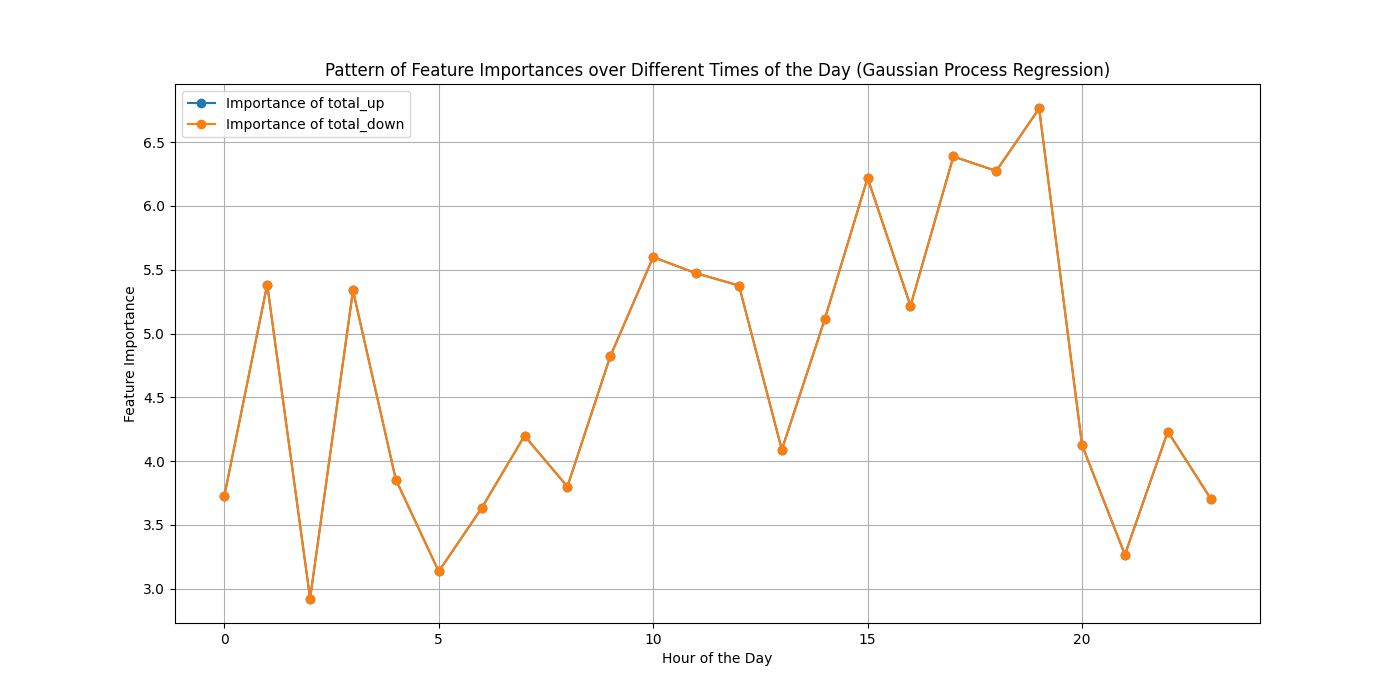 Pattern of Feature Importances over Different Times of the Day (Gaussian Process Regression)
Importance of total_up
Importance of total_down
Feature Importance
6.5
6.0
5.5
5.0
4.5
4.0
3.5
3.0
0 5 10 15 20
Hour of the Day